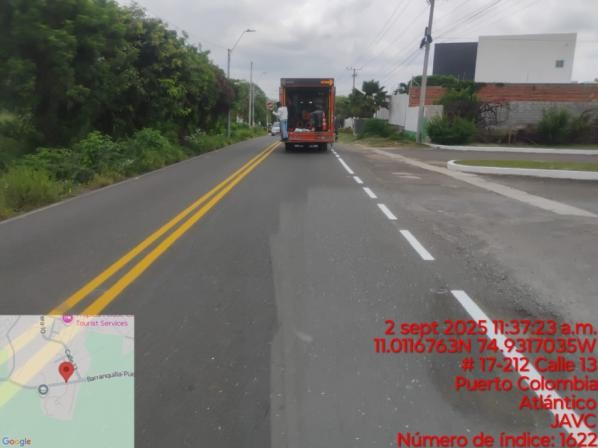 2 sept 2025 11:37:23 a.m.
11.0116763N 74.9317035W
# 17-212 Calle 13
Puerto Colombia
Atlántico
JAVC
Número de índice: 1622
Tourist Services
Barranquilla-Pue
Google